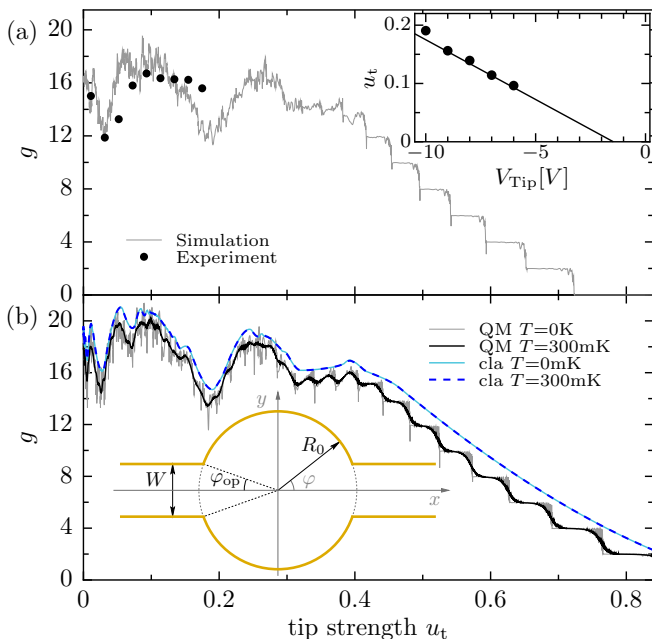 (a)
20
16
12
8
4
0
g
Simulation
Experiment
0.2
0.1
0
u_t
−10
−5
0
V_Tip[V]
(b)
20
16
12
8
4
0
g
QM T=0K
QM T=300mK
cla T=0mK
cla T=300mK
y
R_0
W
φ_op
φ
x
0
0.2
0.4
0.6
0.8
tip strength u_t